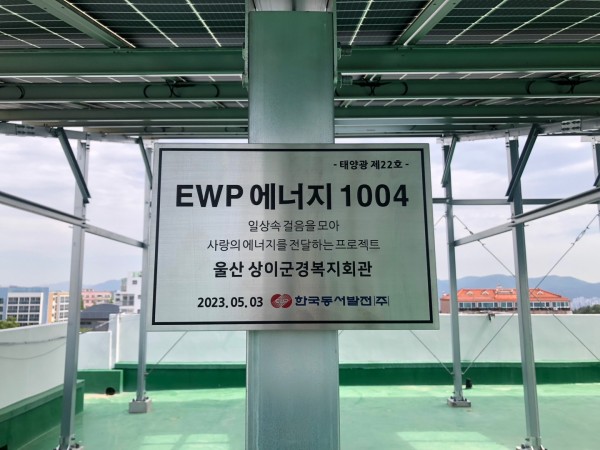 - 태양광 제22호 -
EWP 에너지 1004
일상속 걸음을 모아
사랑의 에너지를 전달하는 프로젝트
울산 상이군경복지회관
2023.05.03 한국동서발전(주)